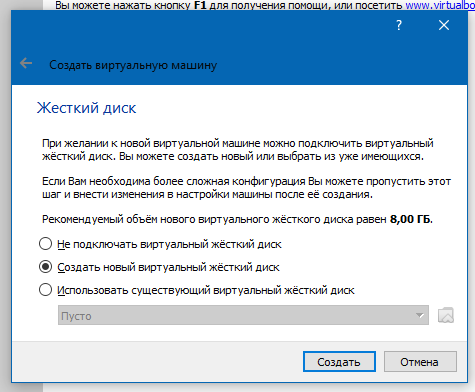 Вы можете нажать кнопку F1 для получения помощи, или посетить www.virtualbo
?
Создать виртуальную машину
Жесткий диск
При желании к новой виртуальной машине можно подключить виртуальный
жёсткий диск. Вы можете создать новый или выбрать из уже имеющихся.
Если Вам необходима более сложная конфигурация Вы можете пропустить этот
шаг и внести изменения в настройки машины после её создания.
Рекомендуемый объём нового виртуального жёсткого диска равен 8,00 ГБ.
Не подключать виртуальный жёсткий диск
Создать новый виртуальный жёсткий диск
Использовать существующий виртуальный жёсткий диск
Пусто
Создать Отмена